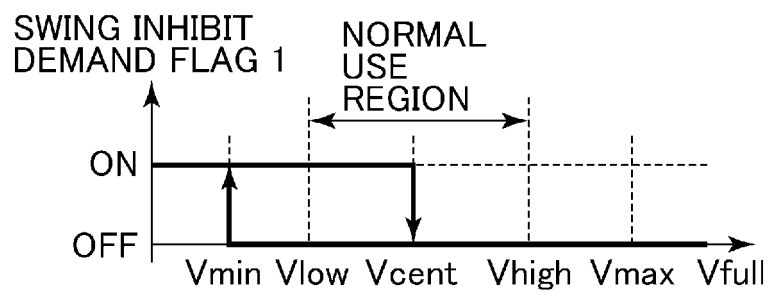 SWING INHIBIT
DEMAND FLAG 1
NORMAL
USE
REGION
ON
OFF
Vmin Vlow Vcent Vhigh Vmax Vfull